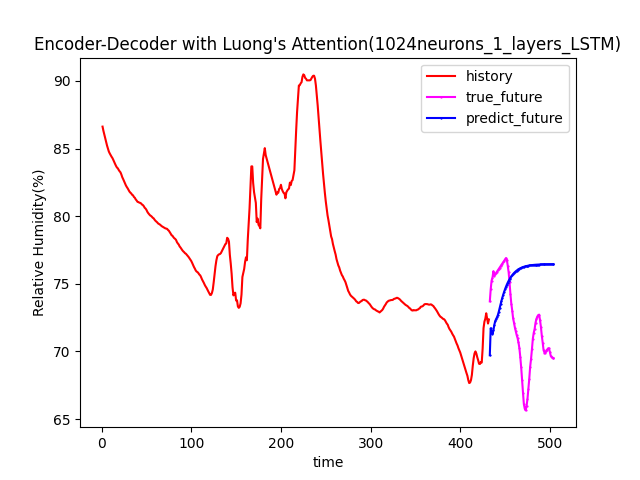 Encoder-Decoder with Luong's Attention(1024neurons_1_layers_LSTM)
history
true_future
predict_future
Relative Humidity(%)
90
85
80
75
70
65
0 100 200 300 400 500
time